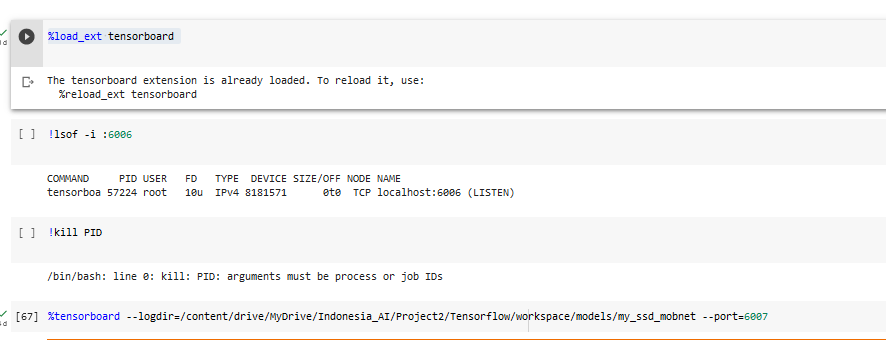 %load_ext tensorboard
The tensorboard extension is already loaded. To reload it, use:
%reload_ext tensorboard
[ ] !lsof -i :6006
COMMAND     PID USER   FD   TYPE  DEVICE SIZE/OFF NODE NAME
tensorboa 57224 root   10u  IPv4 8181571      0t0  TCP localhost:6006 (LISTEN)
[ ] !kill PID
/bin/bash: line 0: kill: PID: arguments must be process or job IDs
[67] %tensorboard --logdir=/content/drive/MyDrive/Indonesia_AI/Project2/Tensorflow/workspace/models/my_ssd_mobnet --port=6007